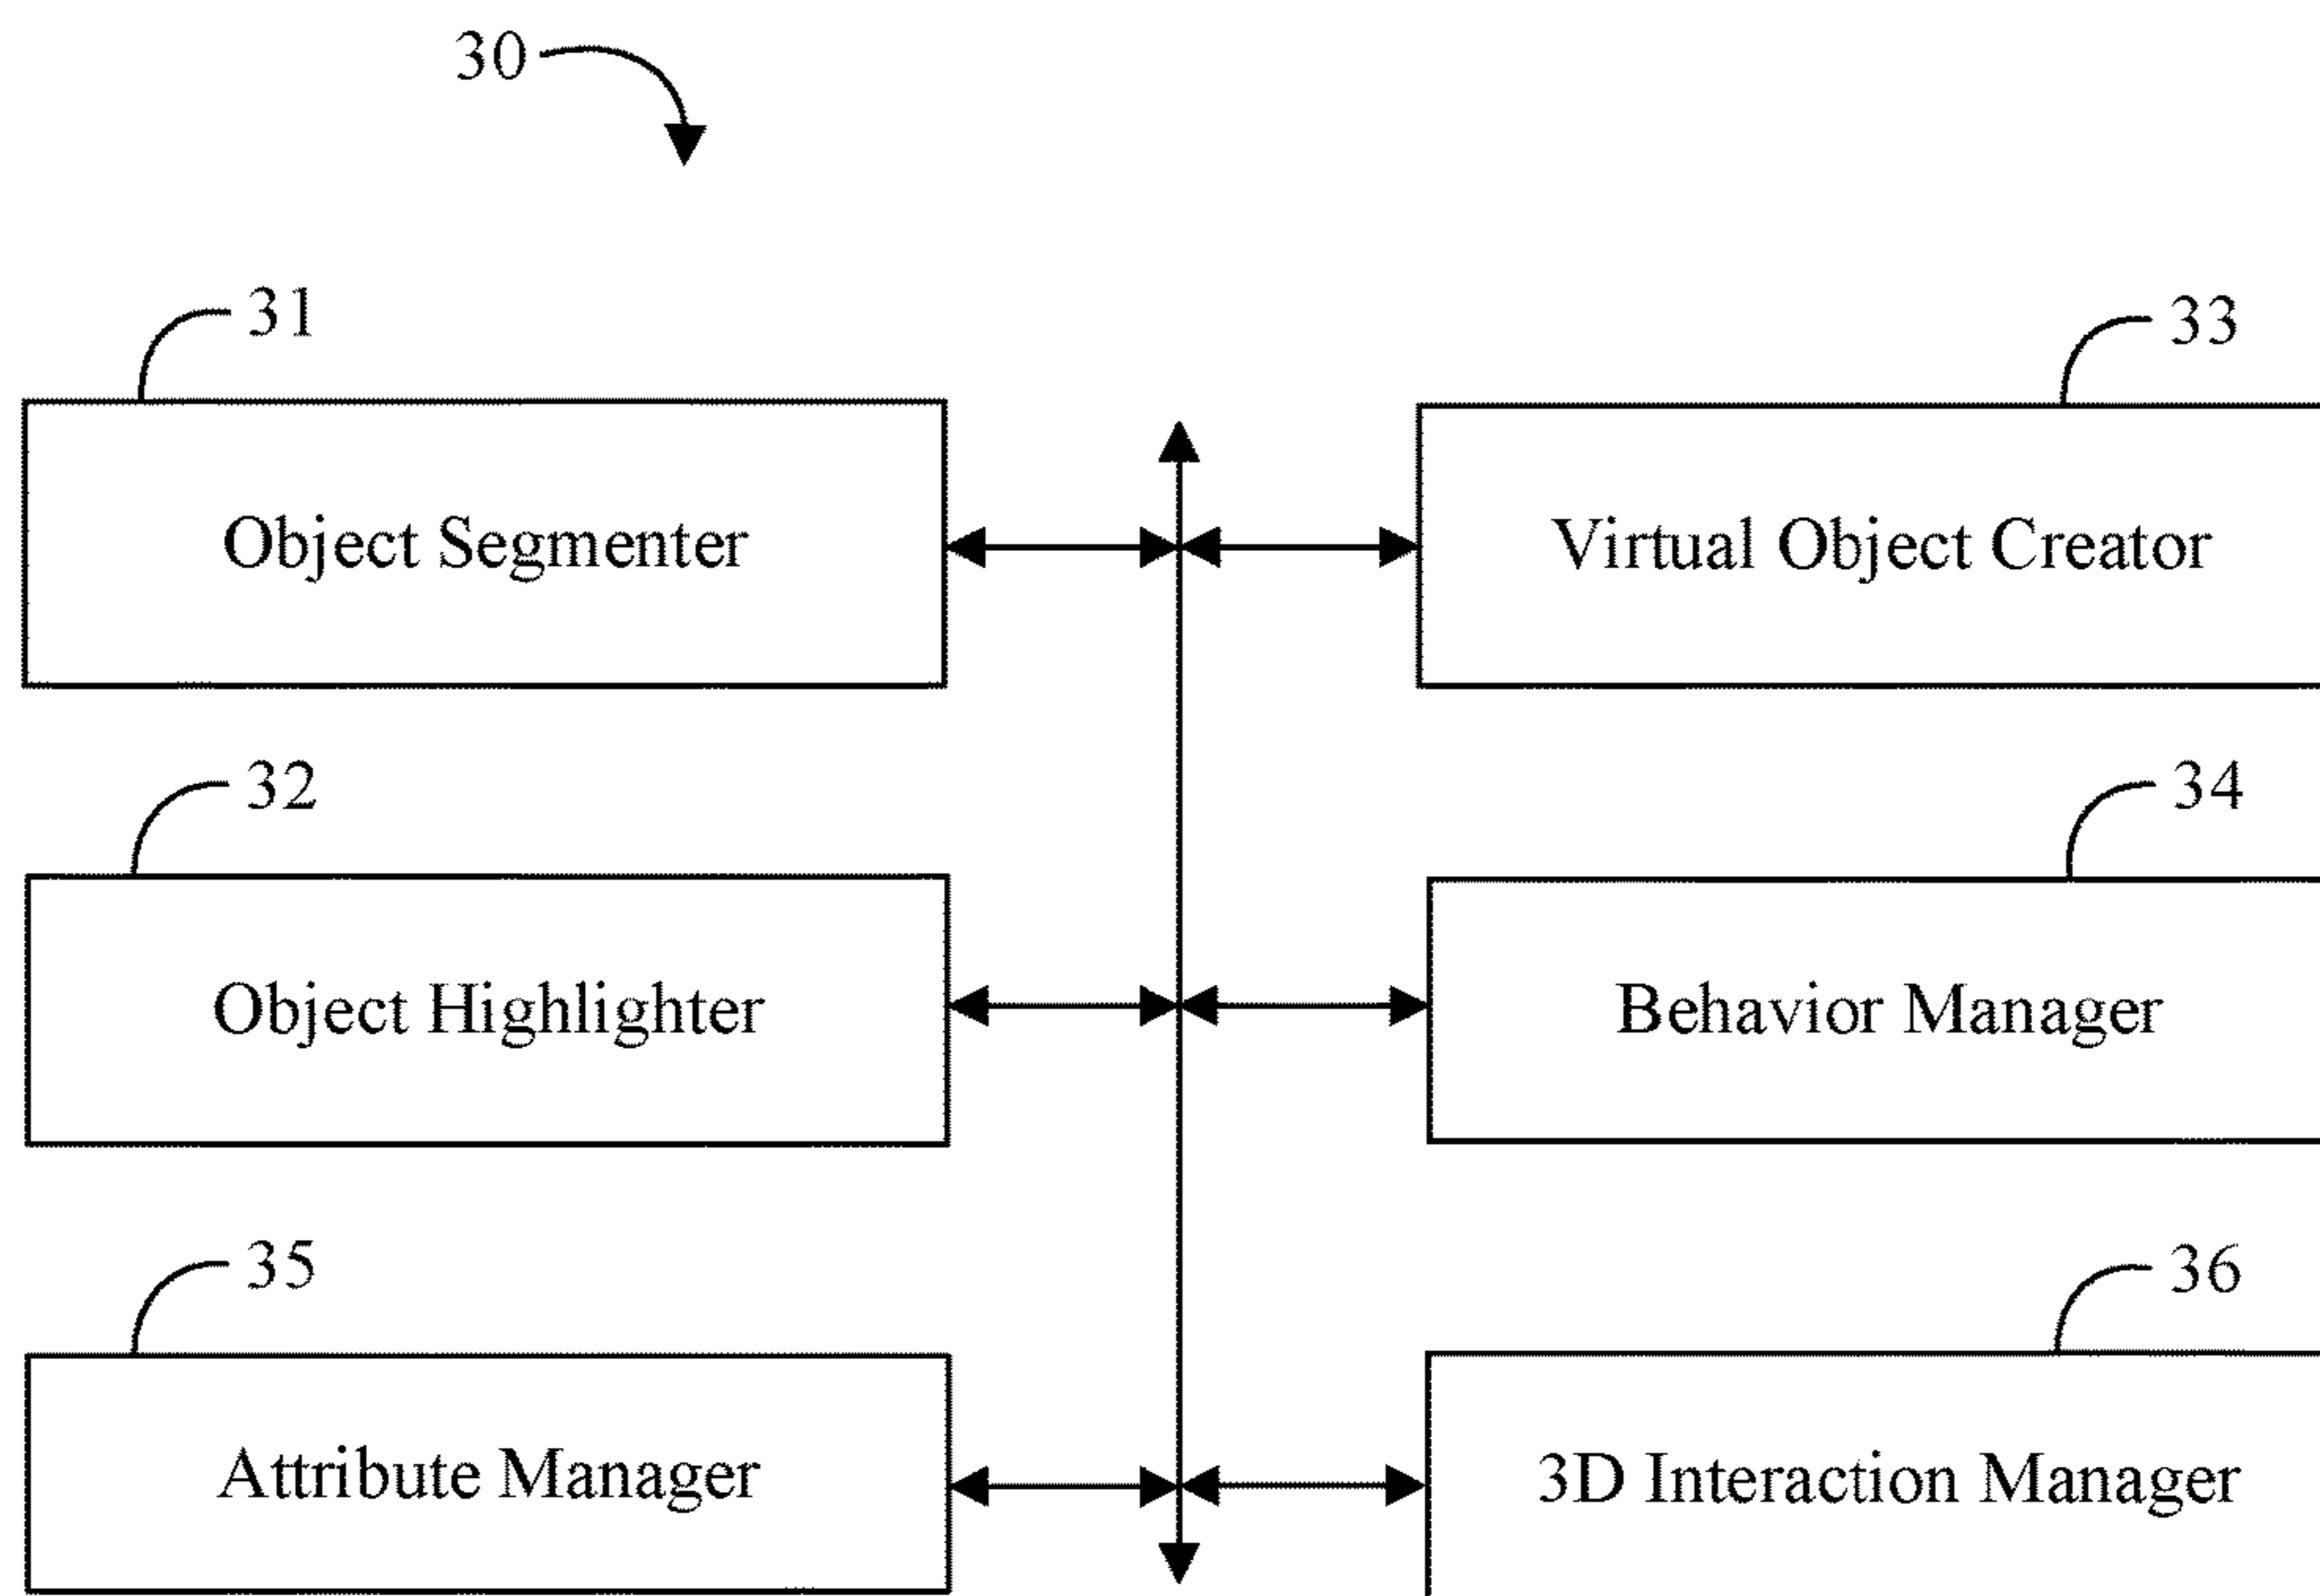 30
31
33
Object Segmenter
Virtual Object Creator
32
34
Object Highlighter
Behavior Manager
35
36
Attribute Manager
3D Interaction Manager